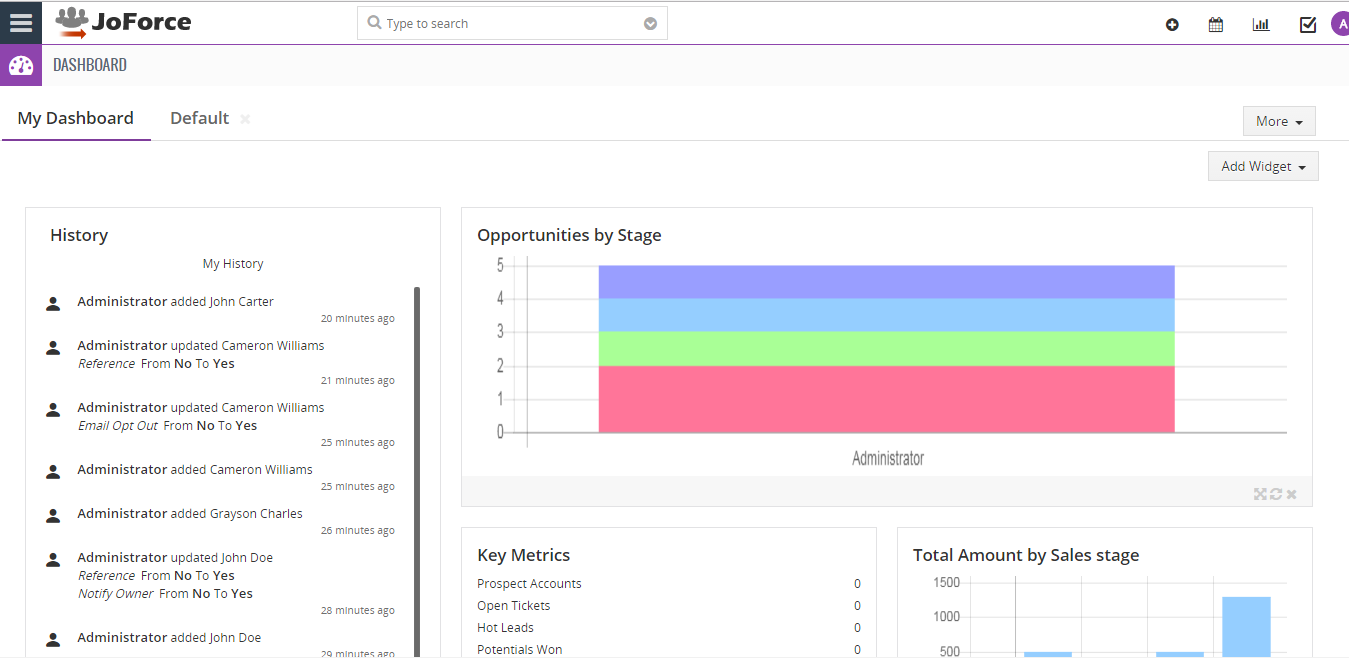 JoForce
Type to search
A
DASHBOARD
My Dashboard
Default
More
Add Widget
History
My History
Administrator added John Carter
20 minutes ago
Administrator updated Cameron Williams
Reference From No To Yes
21 minutes ago
Administrator updated Cameron Williams
Email Opt Out From No To Yes
25 minutes ago
Administrator added Cameron Williams
25 minutes ago
Administrator added Grayson Charles
26 minutes ago
Administrator updated John Doe
Reference From No To Yes
Notify Owner From No To Yes
28 minutes ago
Administrator added John Doe
29 minutes ago
Opportunities by Stage
5
4
3
2
1
0
Administrator
Key Metrics
Prospect Accounts 0
Open Tickets 0
Hot Leads 0
Potentials Won 0
Total Amount by Sales stage
1500
1000
500